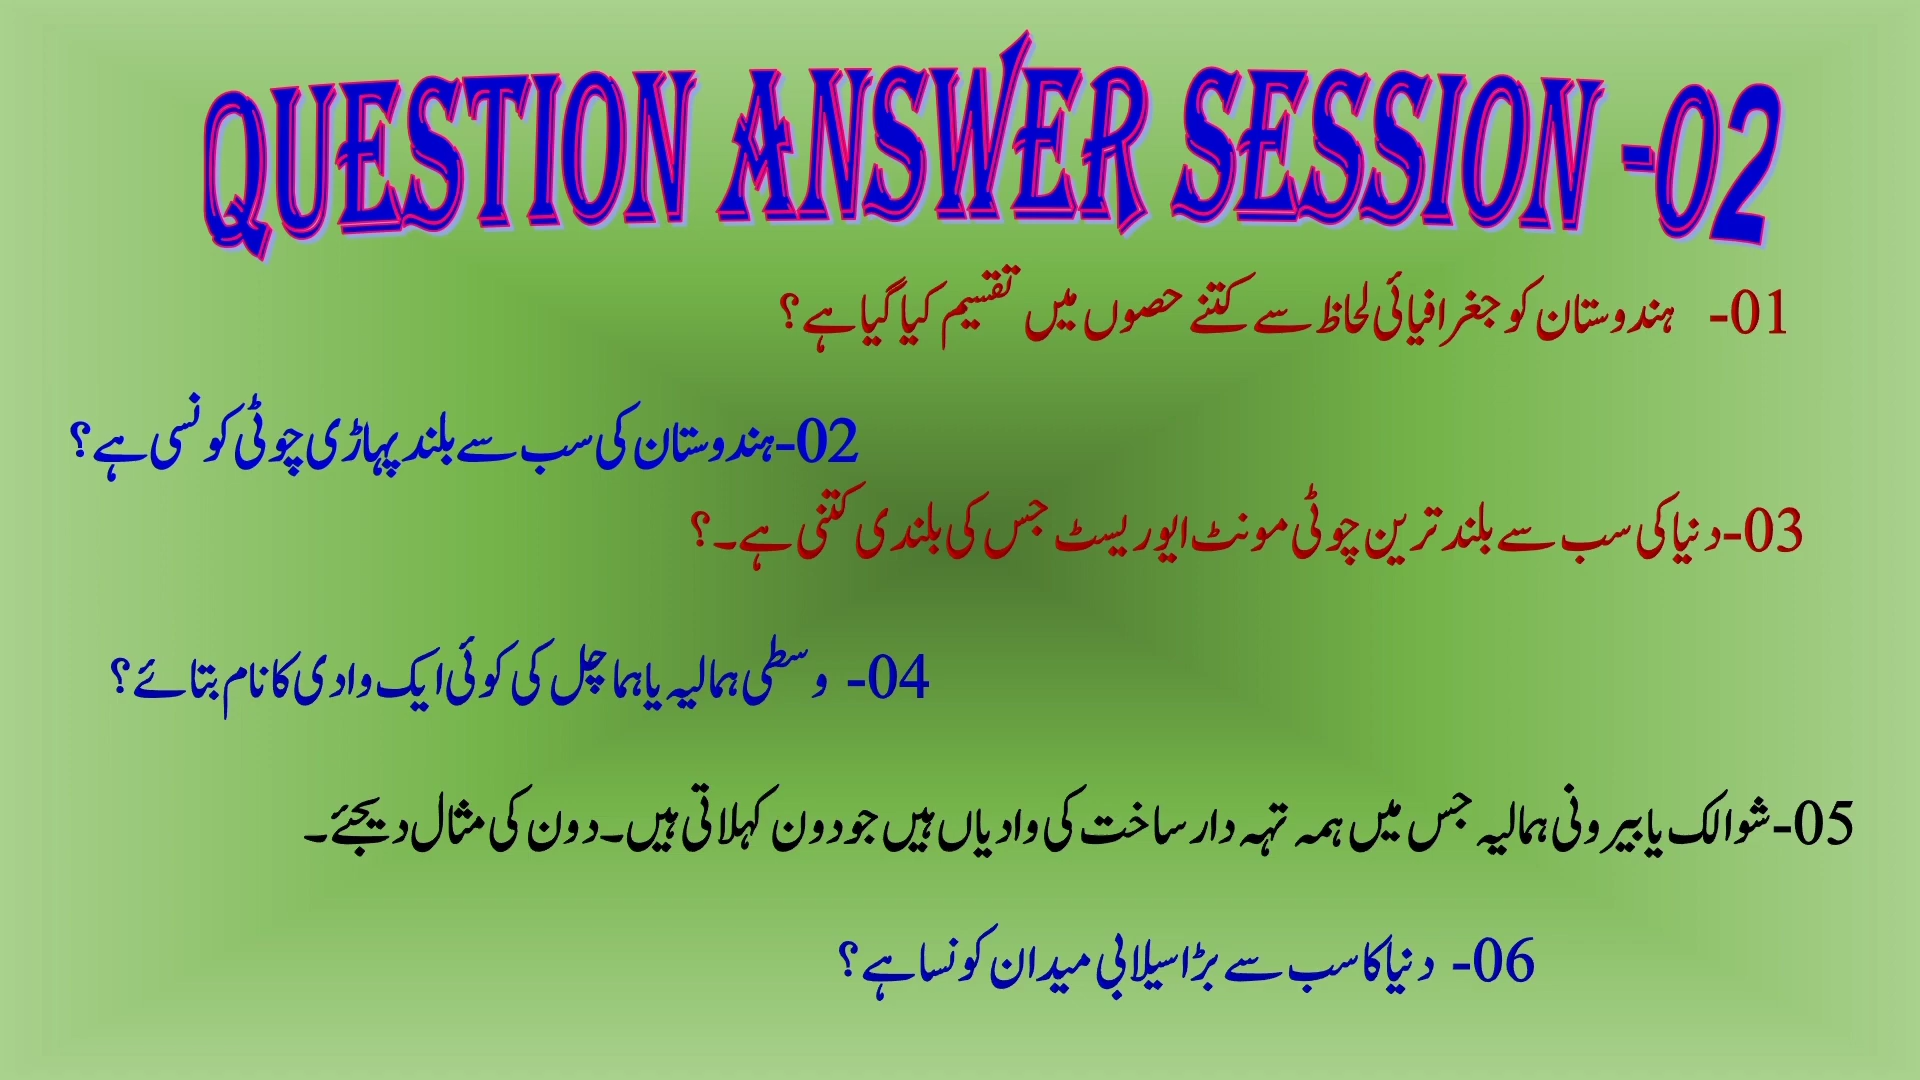 QUESTION ANSWER SESSION -02
01- ہندوستان کو جغرافیائی لحاظ سے کتنے حصوں میں تقسیم کیا گیا ہے؟
02-ہندوستان کی سب سے بلند پہاڑی چوٹی کونسی ہے؟
03-دنیا کی سب سے بلند ترین چوٹی مونٹ ایوریسٹ جس کی بلندی کتنی ہے۔؟
04- وسطی ہمالیہ یا ہما چل کی کوئی ایک وادی کا نام بتائے؟
05-شوالک یا بیرونی ہمالیہ جس میں ہمہ تہہ دار ساخت کی وادیاں ہیں جو دون کہلاتی ہیں۔دون کی مثال دیجئے۔
06- دنیا کا سب سے بڑا سیلابی میدان کونسا ہے؟